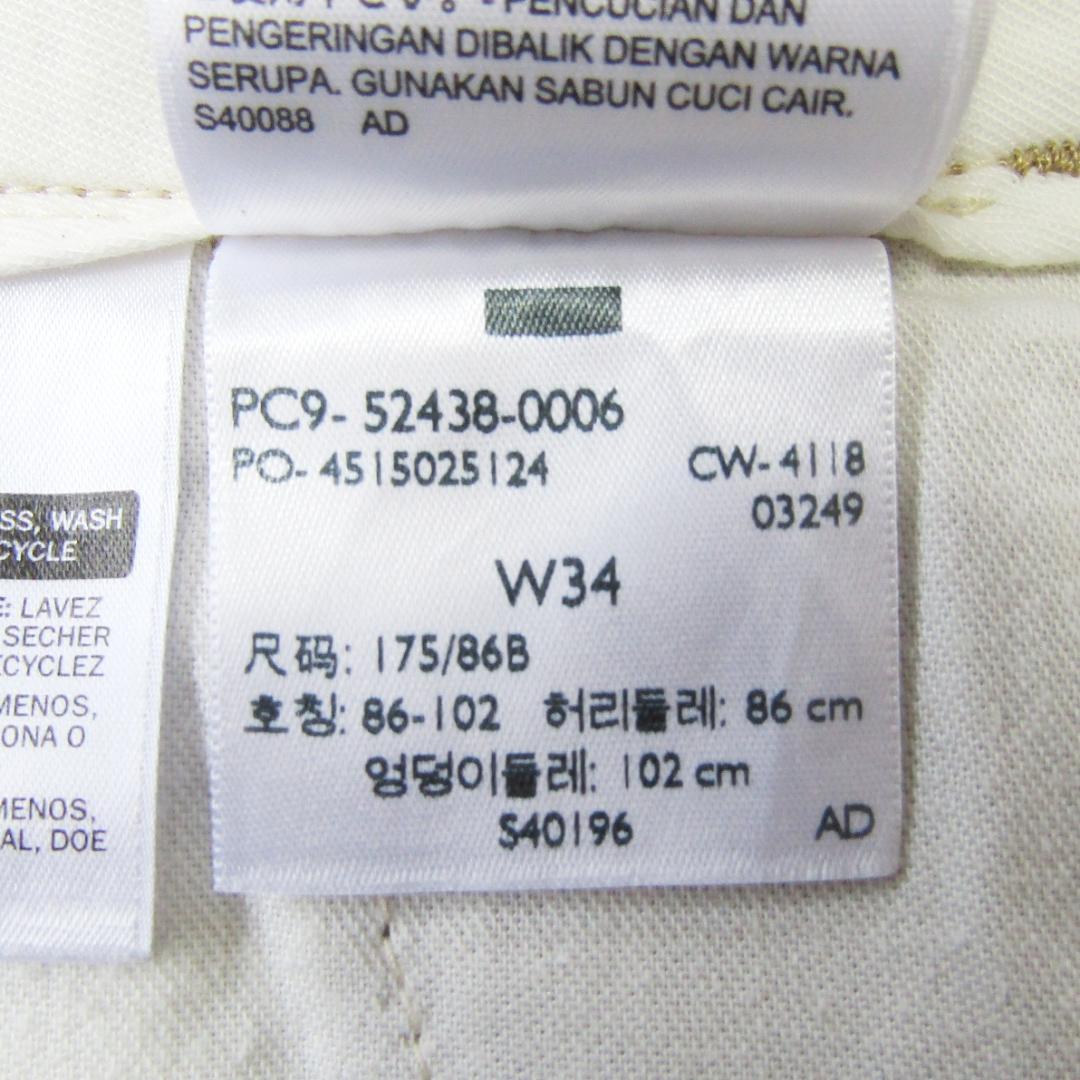 PENCUCIAN DAN
PENGERINGAN DIBALIK DENGAN WARNA
SERUPA. GUNAKAN SABUN CUCI CAIR.
S40088 AD
PC9- 52438-0006
PO- 4515025124 CW- 4118
03249
W34
尺码: 175/86B
호칭: 86-102 허리둘레: 86 cm
엉덩이둘레: 102 cm
S40196 AD
SS, WASH
CYCLE
E: LAVEZ
SECHER
ECYCLEZ
MENOS,
ONA O
MENOS,
AL, DOE